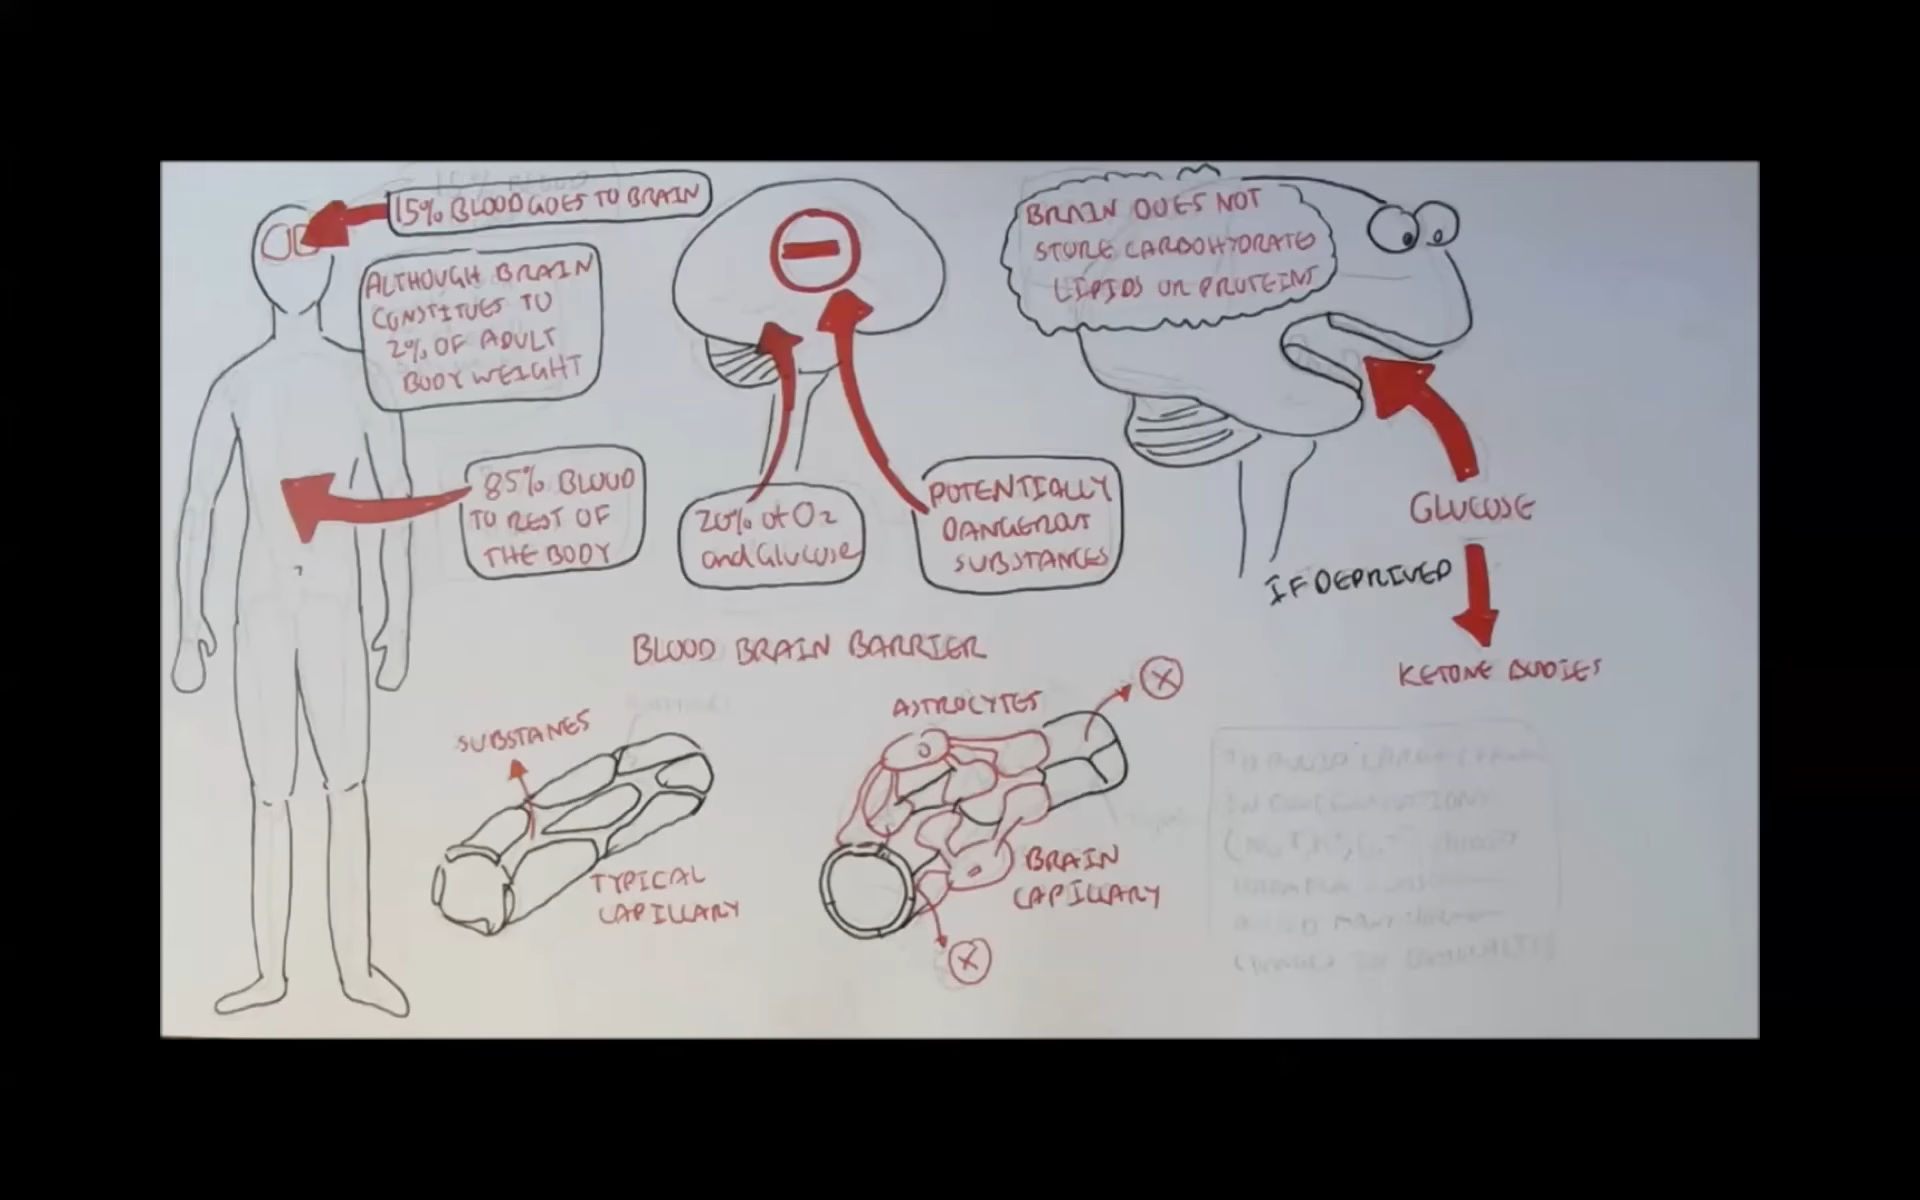 15% BLOOD GOES TO BRAIN
ALTHOUGH BRAIN
CONSTITUES TO
2% OF ADULT
BODY WEIGHT
85% BLOOD
TO REST OF
THE BODY
20% of O2
and Glucose
POTENTIALLY
DANGEROUS
SUBSTANCES
BRAIN DOES NOT
STORE CARBOHYDRATE
LIPIDS OR PROTEINS
GLUCOSE
IF DEPRIVED
KETONE BODIES
BLOOD BRAIN BARRIER
SUBSTANES
TYPICAL
CAPILLARY
ASTROCYTES
X
BRAIN
CAPILLARY
X